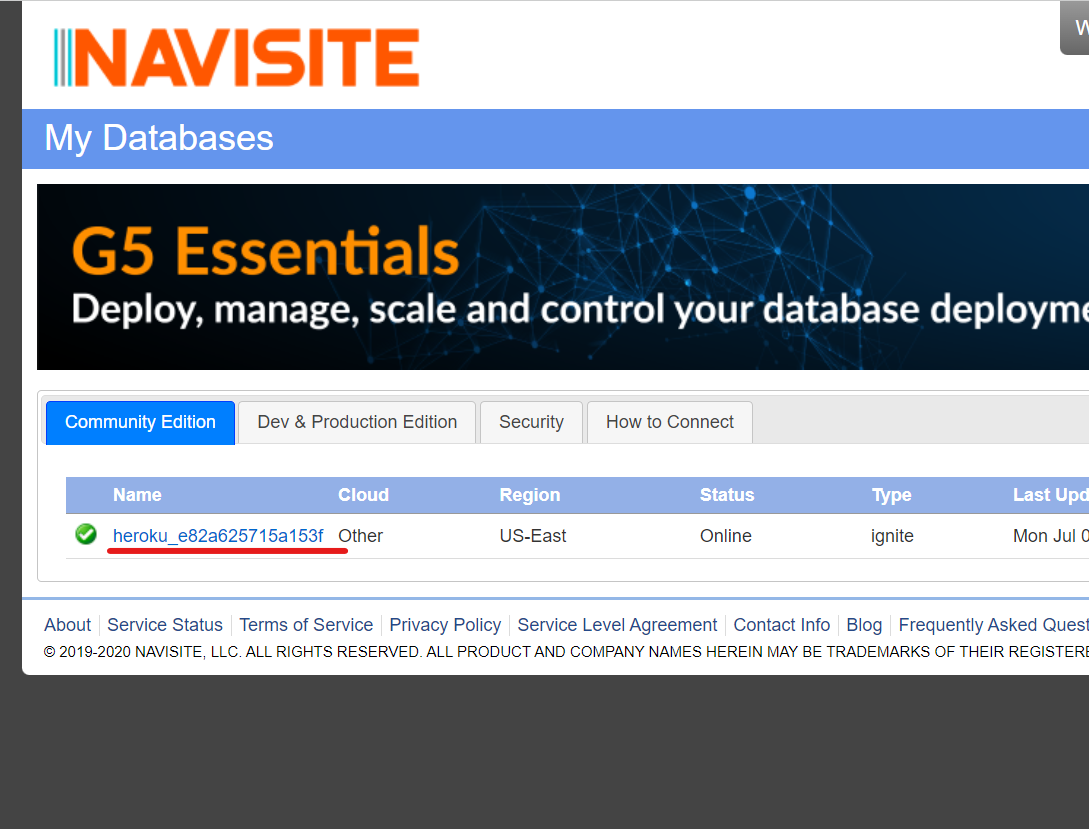 NAVISITE
W
My Databases
G5 Essentials
Deploy, manage, scale and control your database deployme
Community Edition Dev & Production Edition Security How to Connect
Name Cloud Region Status Type Last Upd
heroku_e82a625715a153f Other US-East Online ignite Mon Jul 0
About Service Status Terms of Service Privacy Policy Service Level Agreement Contact Info Blog Frequently Asked Quest
© 2019-2020 NAVISITE, LLC. ALL RIGHTS RESERVED. ALL PRODUCT AND COMPANY NAMES HEREIN MAY BE TRADEMARKS OF THEIR REGISTERE